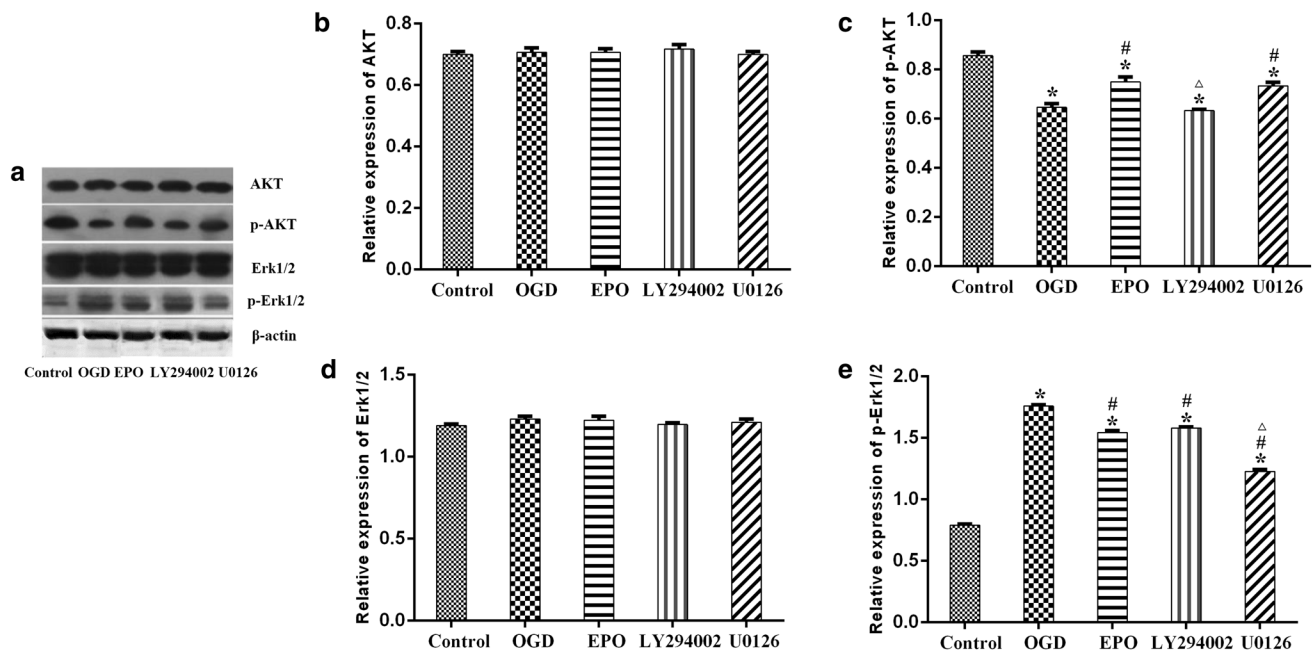 a
AKT
p-AKT
Erk1/2
p-Erk1/2
β-actin
Control OGD EPO LY294002 U0126
b
Relative expression of AKT
0.8
0.6
0.4
0.2
0.0
Control OGD EPO LY294002 U0126
c
Relative expression of p-AKT
1.0
0.8
0.6
0.4
0.2
0.0
*
#
*
△
*
#
*
Control OGD EPO LY294002 U0126
d
Relative expression of Erk1/2
1.5
1.0
0.5
0.0
Control OGD EPO LY294002 U0126
e
Relative expression of p-Erk1/2
2.0
1.5
1.0
0.5
0.0
*
#
*
#
*
△
#
*
Control OGD EPO LY294002 U0126